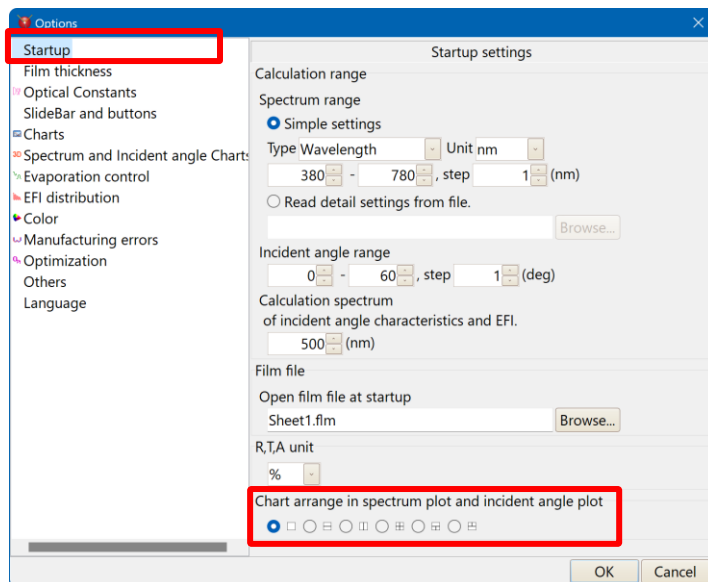 Options
Startup
Film thickness
Optical Constants
SlideBar and buttons
Charts
Spectrum and Incident angle Charts
Evaporation control
EFI distribution
Color
Manufacturing errors
Optimization
Others
Language
Startup settings
Calculation range
Spectrum range
Simple settings
Type Wavelength Unit nm
380 - 780 , step 1 (nm)
Read detail settings from file.
Browse...
Incident angle range
0 - 60 , step 1 (deg)
Calculation spectrum
of incident angle characteristics and EFI.
500 (nm)
Film file
Open film file at startup
Sheet1.flm Browse...
R,T,A unit
%
Chart arrange in spectrum plot and incident angle plot
OK Cancel